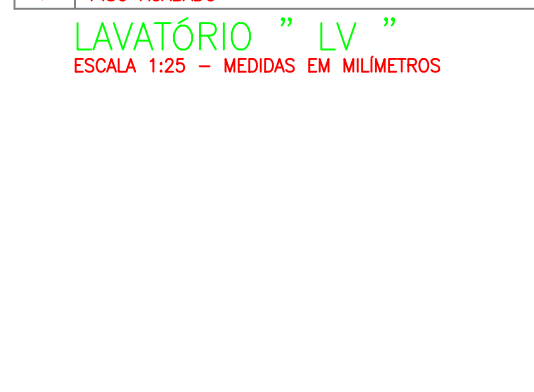 LAVATÓRIO " LV "
ESCALA 1:25 – MEDIDAS EM MILÍMETROS